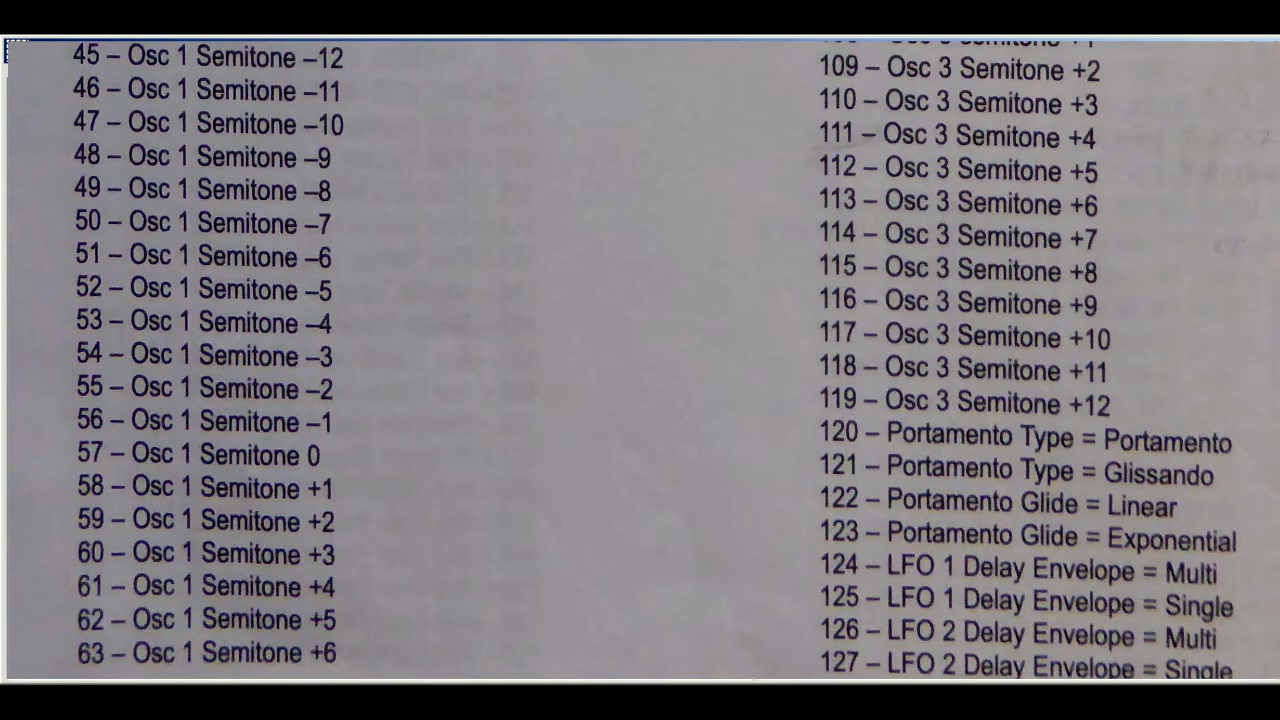 45 – Osc 1 Semitone –12
46 – Osc 1 Semitone –11
47 – Osc 1 Semitone –10
48 – Osc 1 Semitone –9
49 – Osc 1 Semitone –8
50 – Osc 1 Semitone –7
51 – Osc 1 Semitone –6
52 – Osc 1 Semitone –5
53 – Osc 1 Semitone –4
54 – Osc 1 Semitone –3
55 – Osc 1 Semitone –2
56 – Osc 1 Semitone –1
57 – Osc 1 Semitone 0
58 – Osc 1 Semitone +1
59 – Osc 1 Semitone +2
60 – Osc 1 Semitone +3
61 – Osc 1 Semitone +4
62 – Osc 1 Semitone +5
63 – Osc 1 Semitone +6
109 – Osc 3 Semitone +2
110 – Osc 3 Semitone +3
111 – Osc 3 Semitone +4
112 – Osc 3 Semitone +5
113 – Osc 3 Semitone +6
114 – Osc 3 Semitone +7
115 – Osc 3 Semitone +8
116 – Osc 3 Semitone +9
117 – Osc 3 Semitone +10
118 – Osc 3 Semitone +11
119 – Osc 3 Semitone +12
120 – Portamento Type = Portamento
121 – Portamento Type = Glissando
122 – Portamento Glide = Linear
123 – Portamento Glide = Exponential
124 – LFO 1 Delay Envelope = Multi
125 – LFO 1 Delay Envelope = Single
126 – LFO 2 Delay Envelope = Multi
127 – LFO 2 Delay Envelope = Single